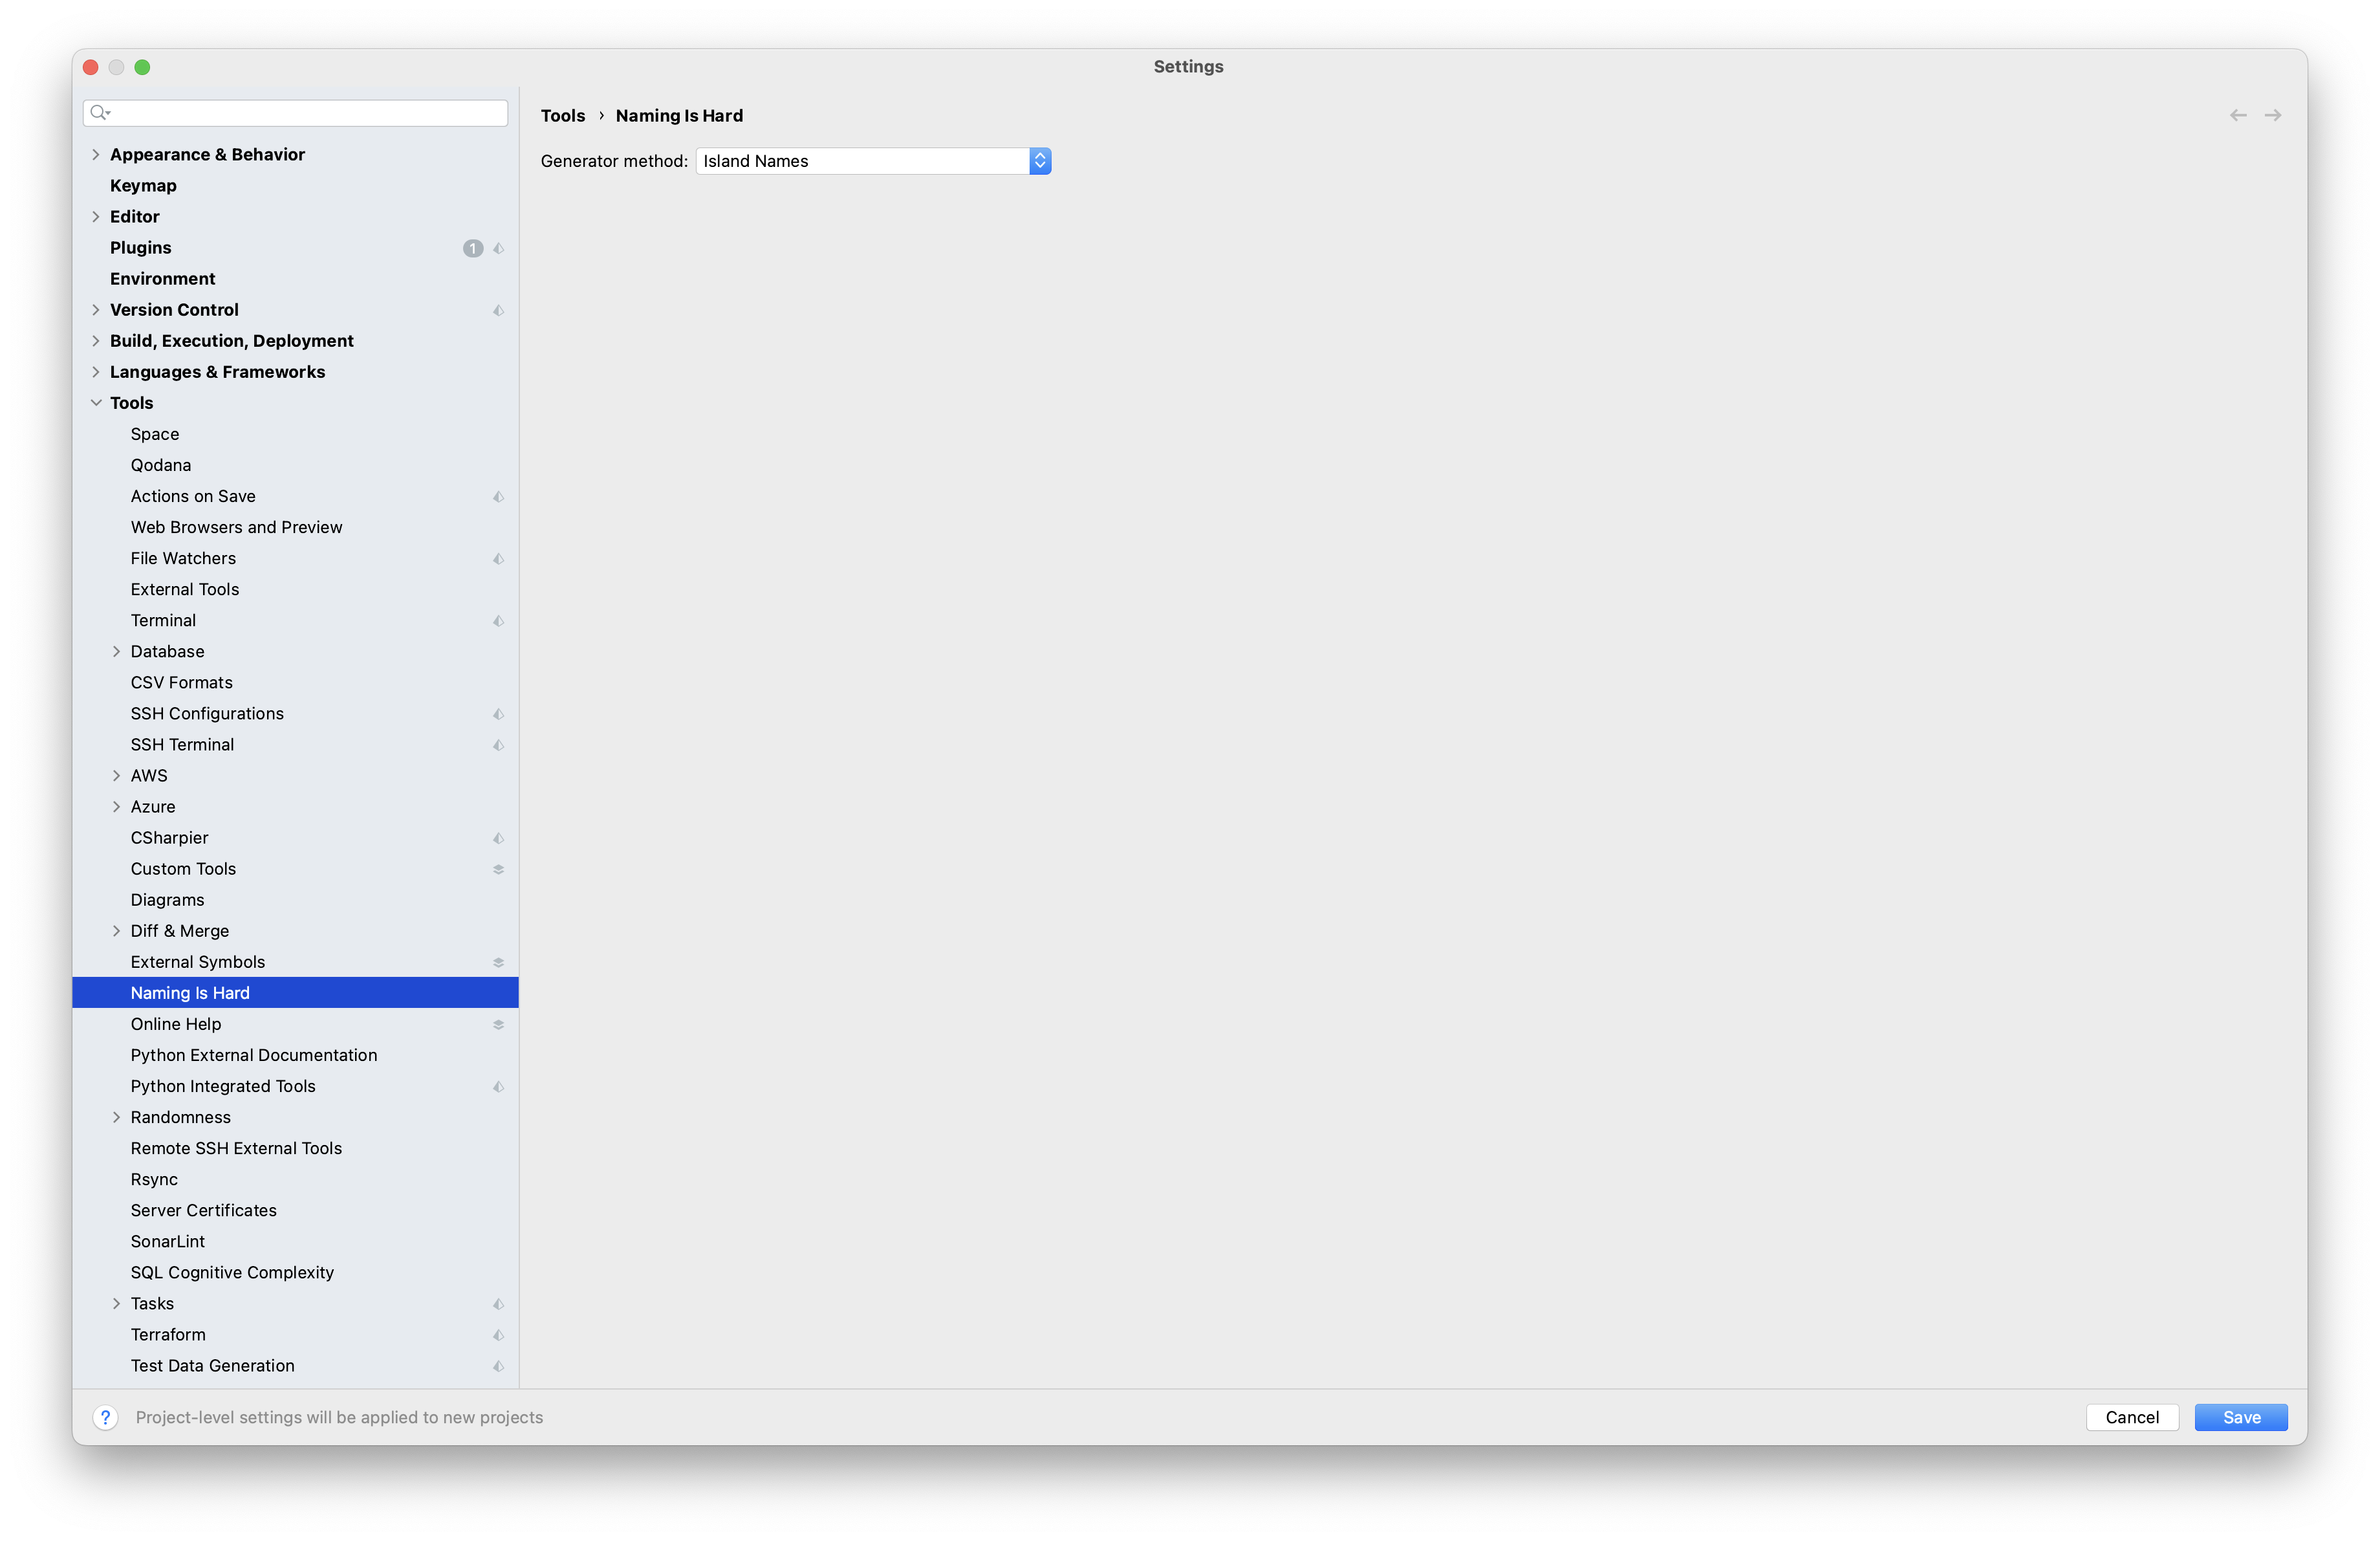 Settings
Tools › Naming Is Hard
Generator method: Island Names
Appearance & Behavior
Keymap
Editor
Plugins 1
Environment
Version Control
Build, Execution, Deployment
Languages & Frameworks
Tools
Space
Qodana
Actions on Save
Web Browsers and Preview
File Watchers
External Tools
Terminal
Database
CSV Formats
SSH Configurations
SSH Terminal
AWS
Azure
CSharpier
Custom Tools
Diagrams
Diff & Merge
External Symbols
Naming Is Hard
Online Help
Python External Documentation
Python Integrated Tools
Randomness
Remote SSH External Tools
Rsync
Server Certificates
SonarLint
SQL Cognitive Complexity
Tasks
Terraform
Test Data Generation
? Project-level settings will be applied to new projects
Cancel Save